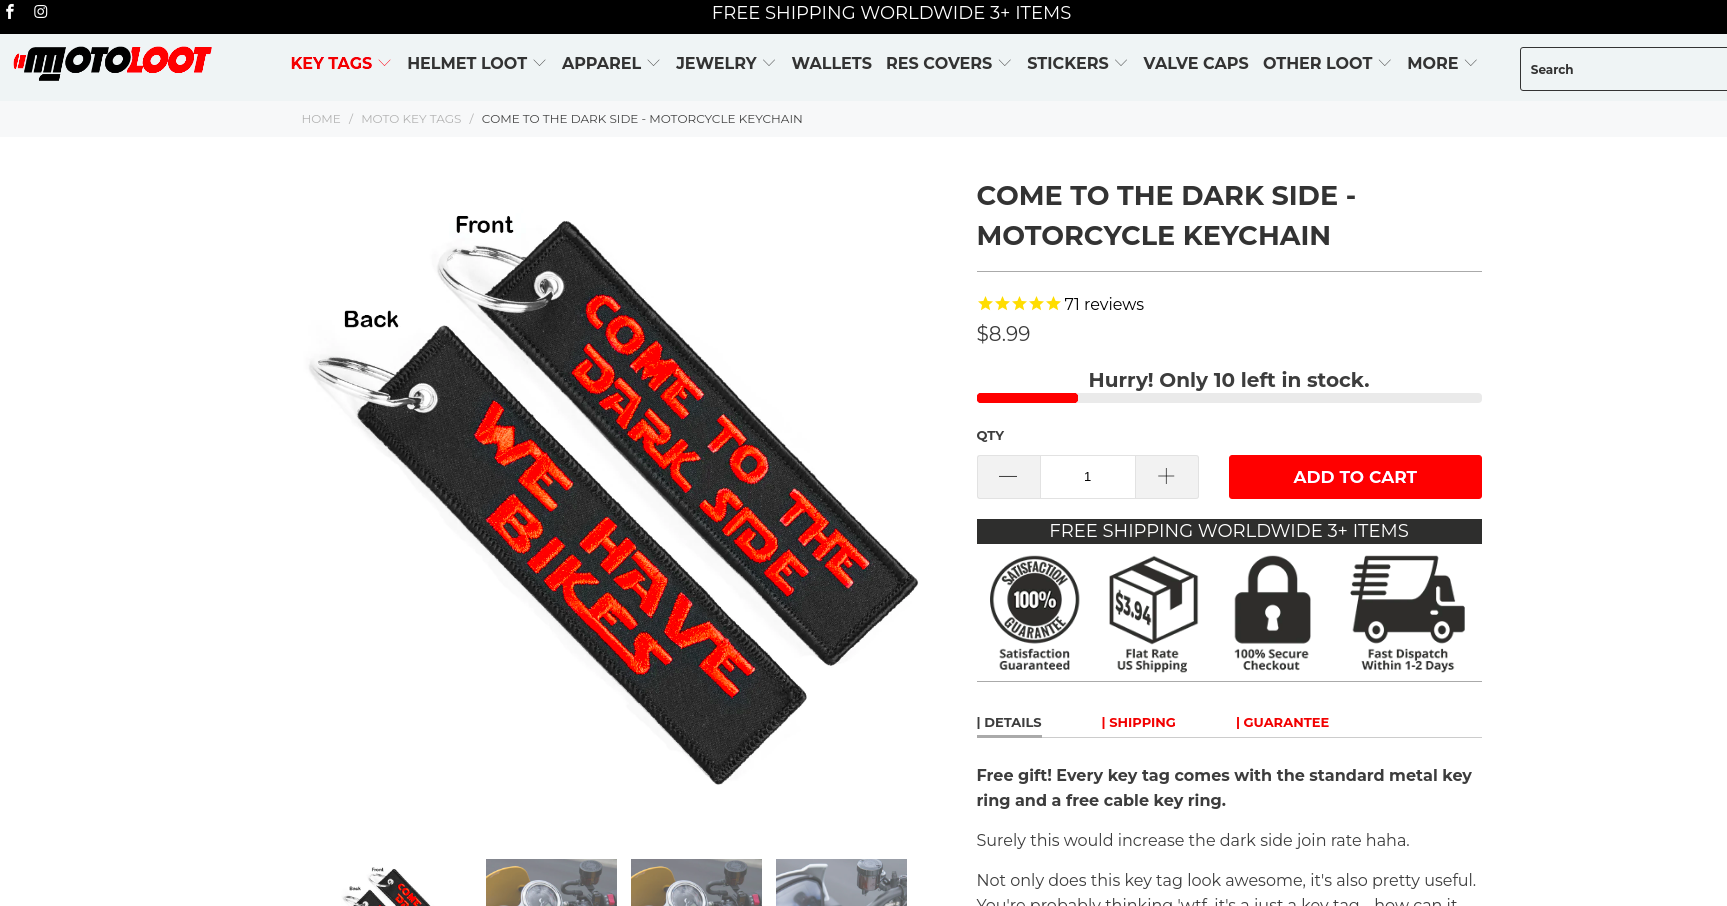 FREE SHIPPING WORLDWIDE 3+ ITEMS
MOTOLOOT
KEY TAGS HELMET LOOT APPAREL JEWELRY WALLETS RES COVERS STICKERS VALVE CAPS OTHER LOOT MORE
Search
HOME / MOTO KEY TAGS / COME TO THE DARK SIDE - MOTORCYCLE KEYCHAIN
Front
COME TO THE
DARK SIDE
Back
WE HAVE
BIKES
COME TO THE DARK SIDE -
MOTORCYCLE KEYCHAIN
71 reviews
$8.99
Hurry! Only 10 left in stock.
QTY
1
ADD TO CART
FREE SHIPPING WORLDWIDE 3+ ITEMS
SATISFACTION
100%
GUARANTEE
Satisfaction
Guaranteed
$3.94
Flat Rate
US Shipping
100% Secure
Checkout
Fast Dispatch
Within 1-2 Days
| DETAILS
| SHIPPING
| GUARANTEE
Free gift! Every key tag comes with the standard metal key
ring and a free cable key ring.
Surely this would increase the dark side join rate haha.
Not only does this key tag look awesome, it's also pretty useful.
You're probably thinking 'wtf, it's a just a key tag - how can it
Front
Back